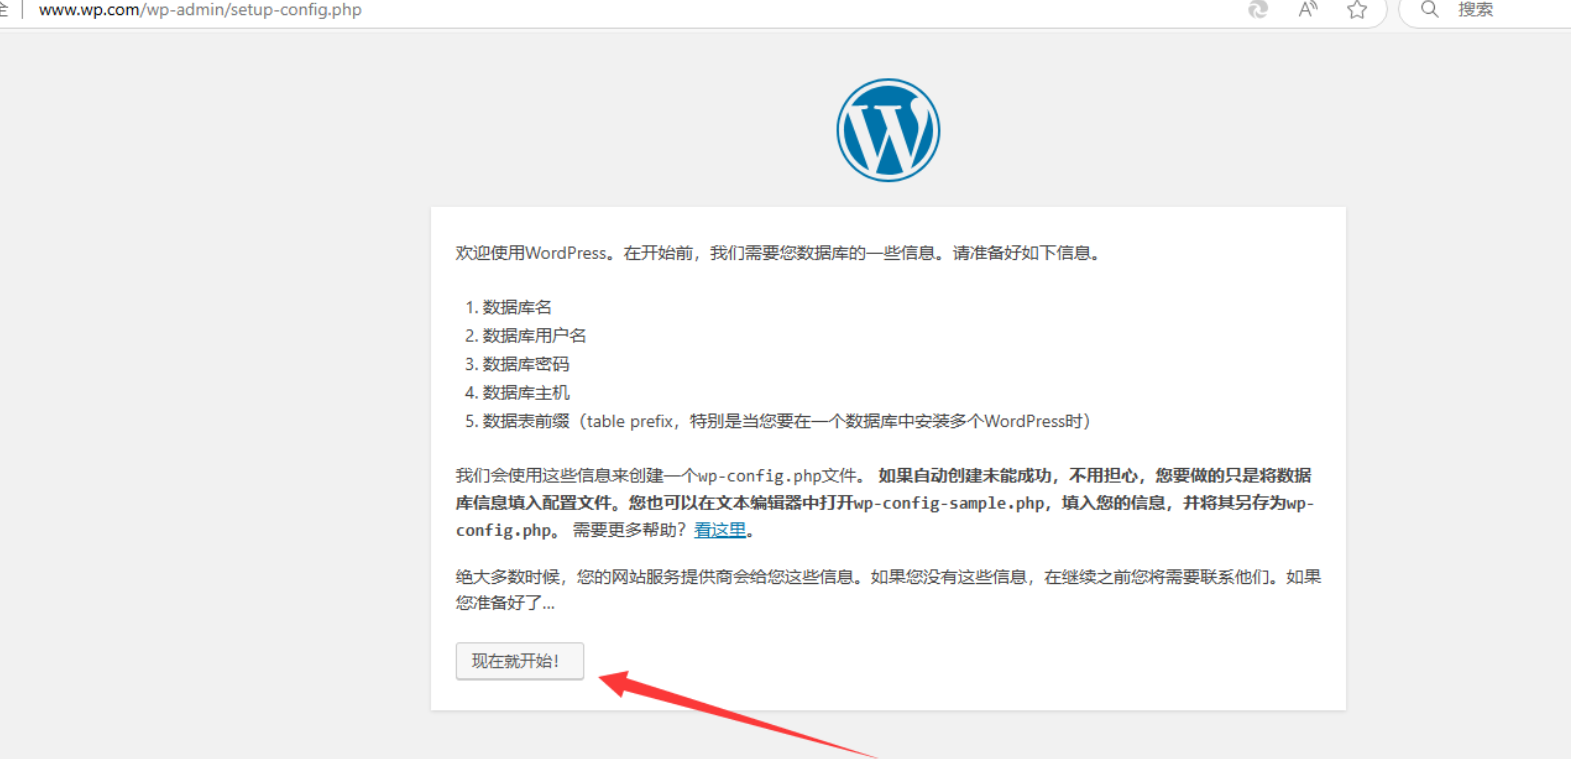 www.wp.com/wp-admin/setup-config.php
搜索
欢迎使用WordPress。在开始前，我们需要您数据库的一些信息。请准备好如下信息。
1. 数据库名
2. 数据库用户名
3. 数据库密码
4. 数据库主机
5. 数据表前缀（table prefix，特别是当您要在一个数据库中安装多个WordPress时）
我们会使用这些信息来创建一个wp-config.php文件。 如果自动创建未能成功，不用担心，您要做的只是将数据
库信息填入配置文件。您也可以在文本编辑器中打开wp-config-sample.php，填入您的信息，并将其另存为wp-
config.php。 需要更多帮助？看这里。
绝大多数时候，您的网站服务提供商会给您这些信息。如果您没有这些信息，在继续之前您将需要联系他们。如果
您准备好了...
现在就开始！